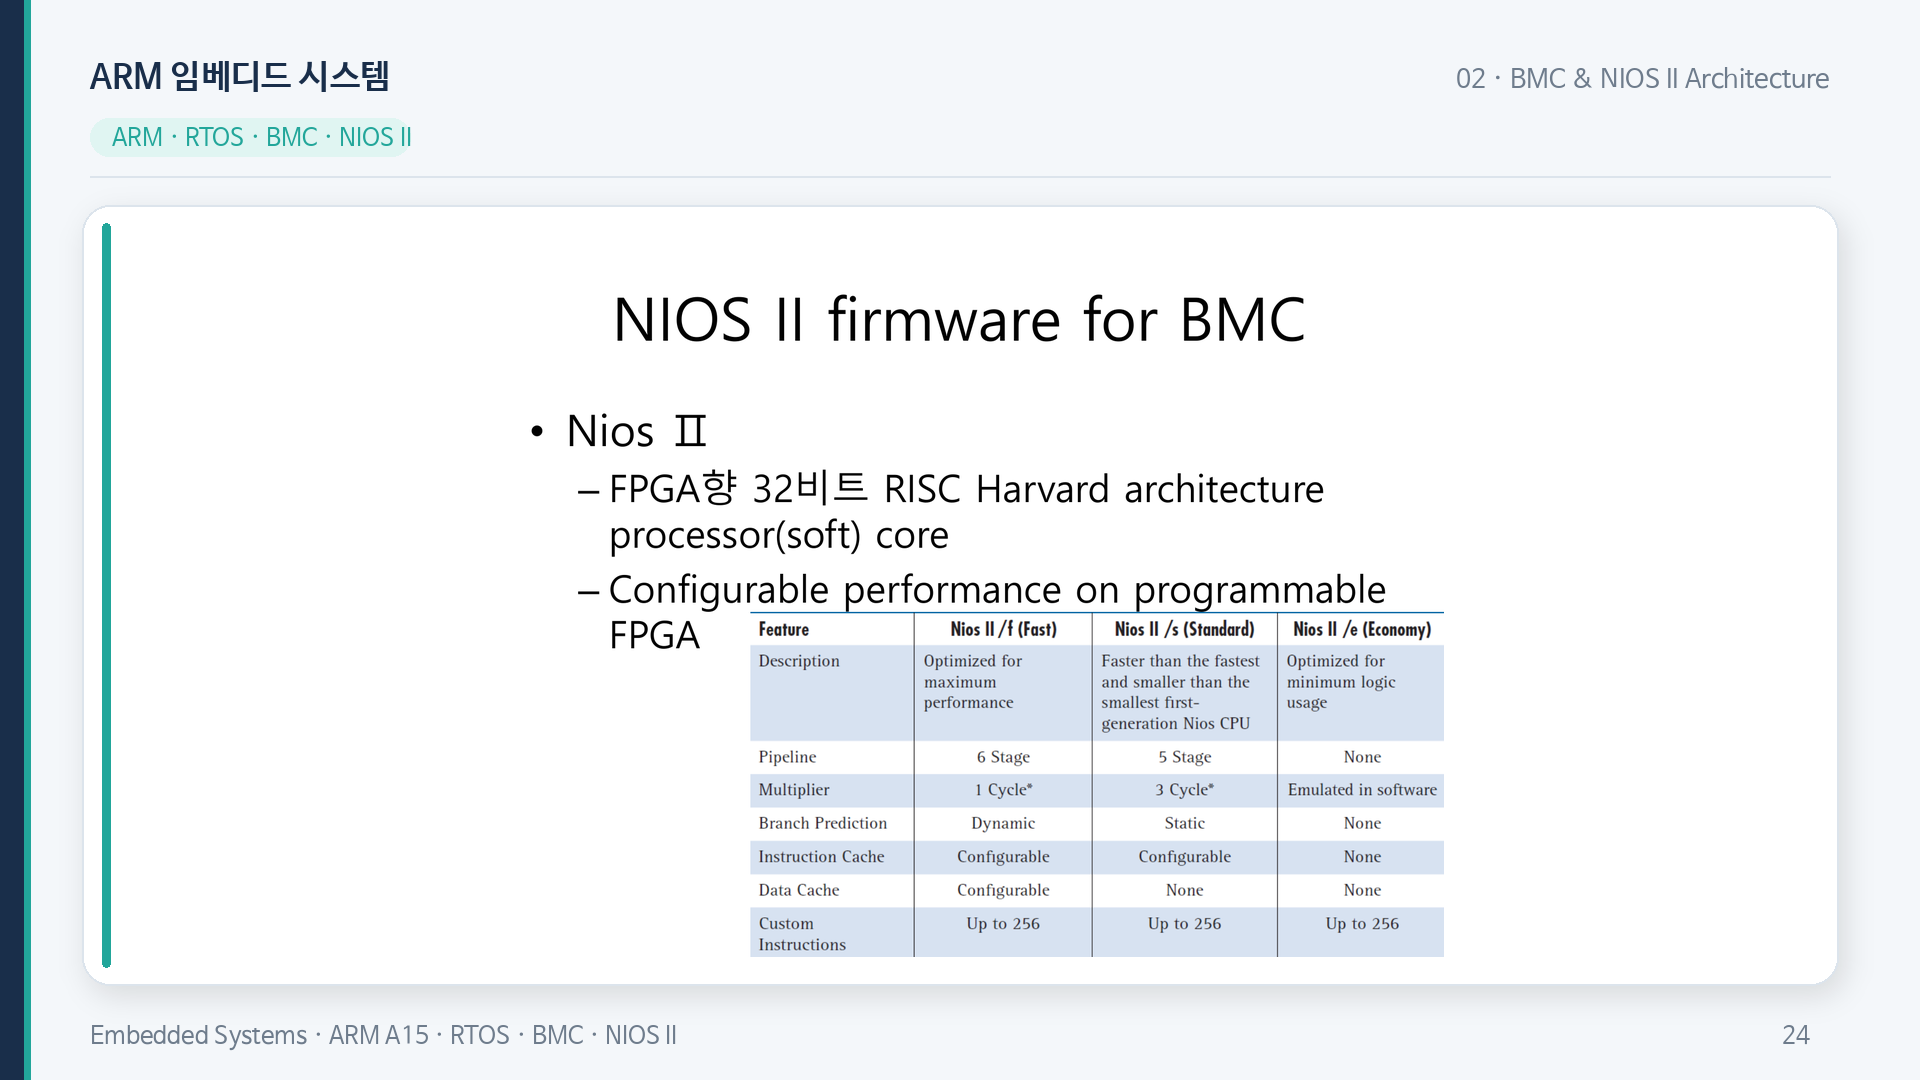 ARM 임베디드 시스템
02 · BMC & NIOS II Architecture
ARM · RTOS · BMC · NIOS II
NIOS II firmware for BMC
• Nios Ⅱ
– FPGA향 32비트 RISC Harvard architecture
processor(soft) core
– Configurable performance on programmable
FPGA
Feature Nios II /f (Fast) Nios II /s (Standard) Nios II /e (Economy)
Description Optimized for Faster than the fastest Optimized for
maximum and smaller than the minimum logic
performance smallest first- usage
generation Nios CPU
Pipeline 6 Stage 5 Stage None
Multiplier 1 Cycle* 3 Cycle* Emulated in software
Branch Prediction Dynamic Static None
Instruction Cache Configurable Configurable None
Data Cache Configurable None None
Custom Up to 256 Up to 256 Up to 256
Instructions
Embedded Systems · ARM A15 · RTOS · BMC · NIOS II
24